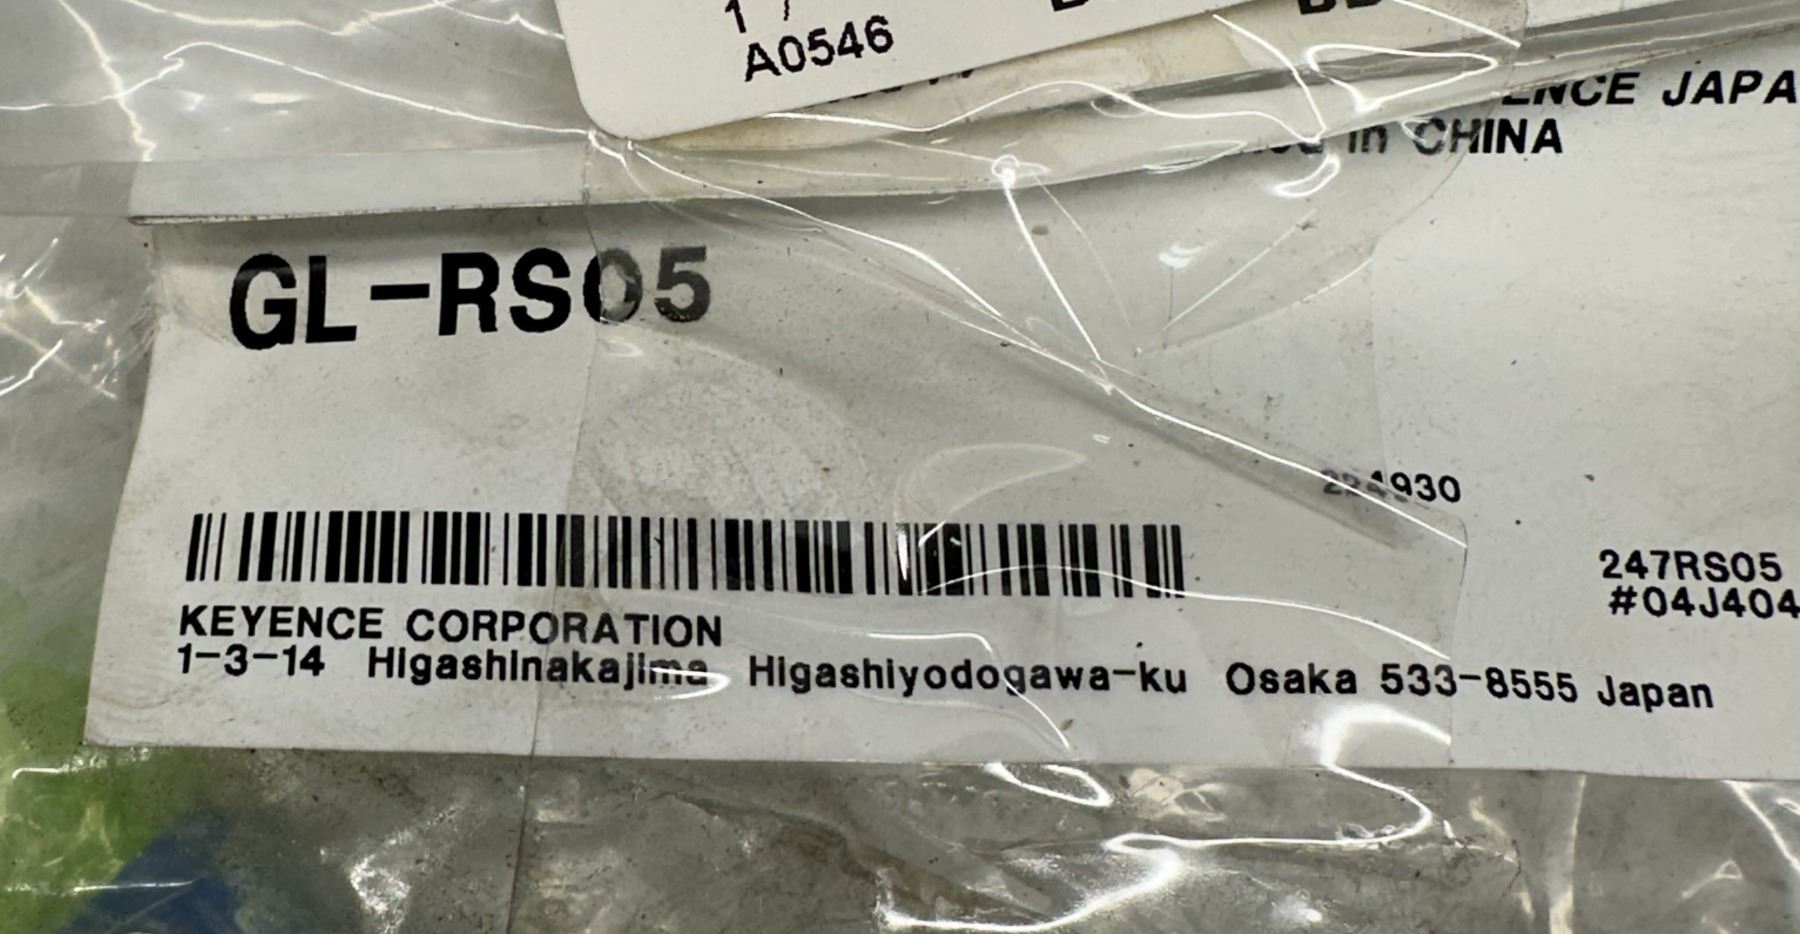 A0546
JAPA
in CHINA
GL-RS05
4930
247RS05
#04J404
KEYENCE CORPORATION
1-3-14 Higashinakajima Higashiyodogawa-ku Osaka 533-8555 Japan